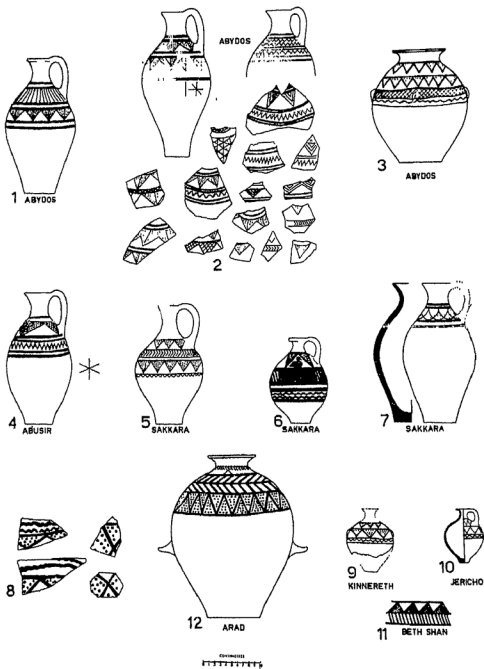 ABYDOS
1 ABYDOS
2
3
ABYDOS
4
ABUSIR
5
SAKKARA
6
SAKKARA
7
SAKKARA
8
12
ARAD
9
KINNERETH
10
JERICHO
11
BETH SHAN